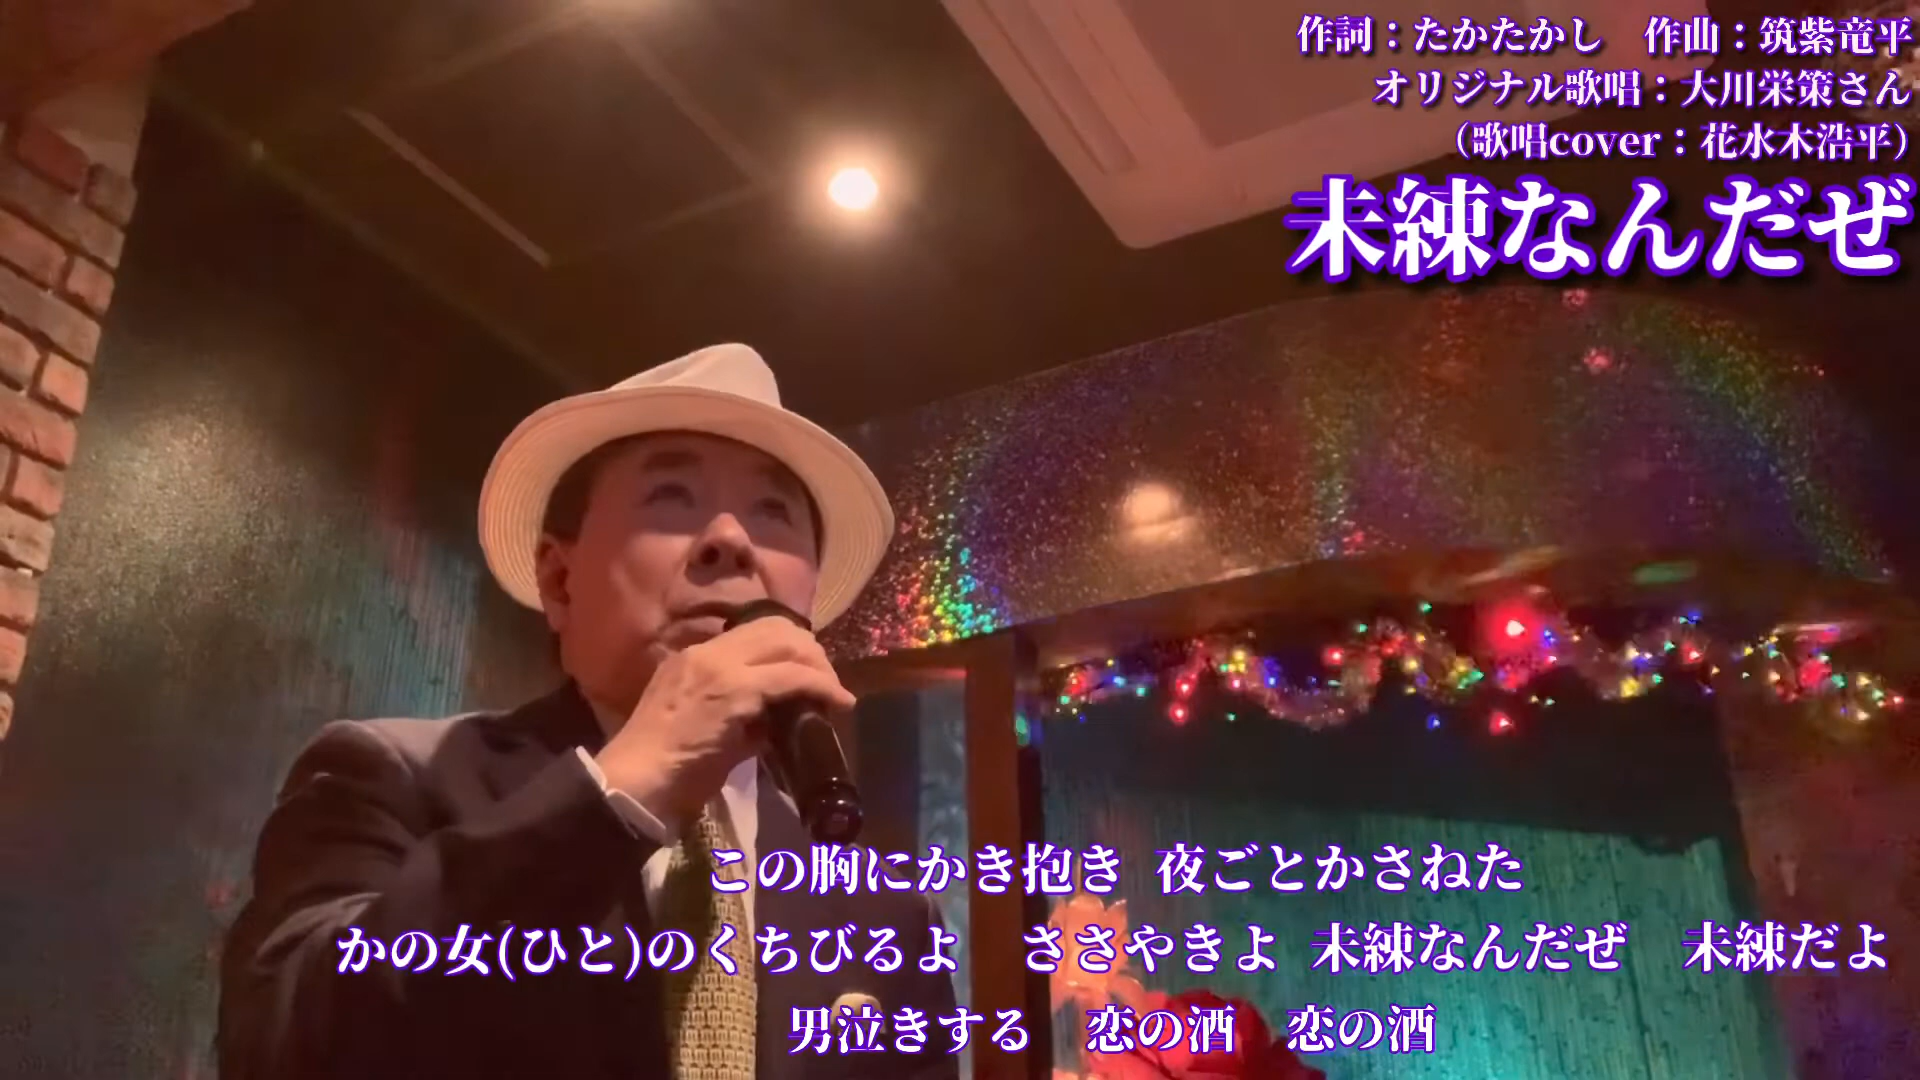 作詞：たかたかし　作曲：筑紫竜平
オリジナル歌唱：大川栄策さん
（歌唱cover：花水木浩平）
未練なんだぜ
この胸にかき抱き 夜ごとかさねた
かの女(ひと)のくちびるよ　ささやきよ 未練なんだぜ　未練だよ
男泣きする　恋の酒　恋の酒